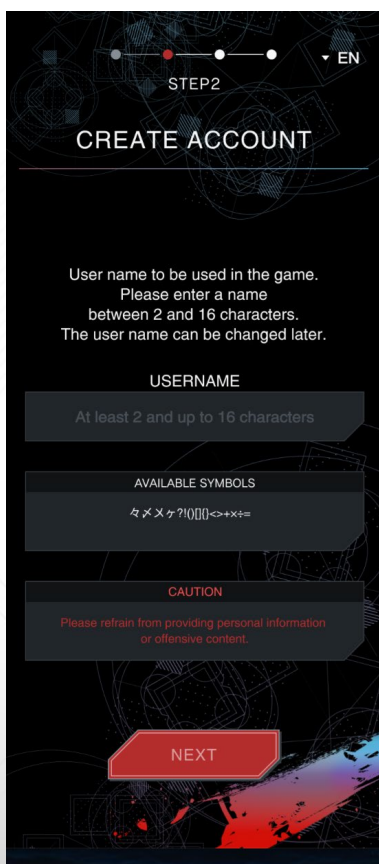 EN
STEP2
CREATE ACCOUNT
User name to be used in the game.
Please enter a name
between 2 and 16 characters.
The user name can be changed later.
USERNAME
At least 2 and up to 16 characters
AVAILABLE SYMBOLS
々〆〤ヶ?!()[]{}<>+×÷=
CAUTION
Please refrain from providing personal information
or offensive content.
NEXT